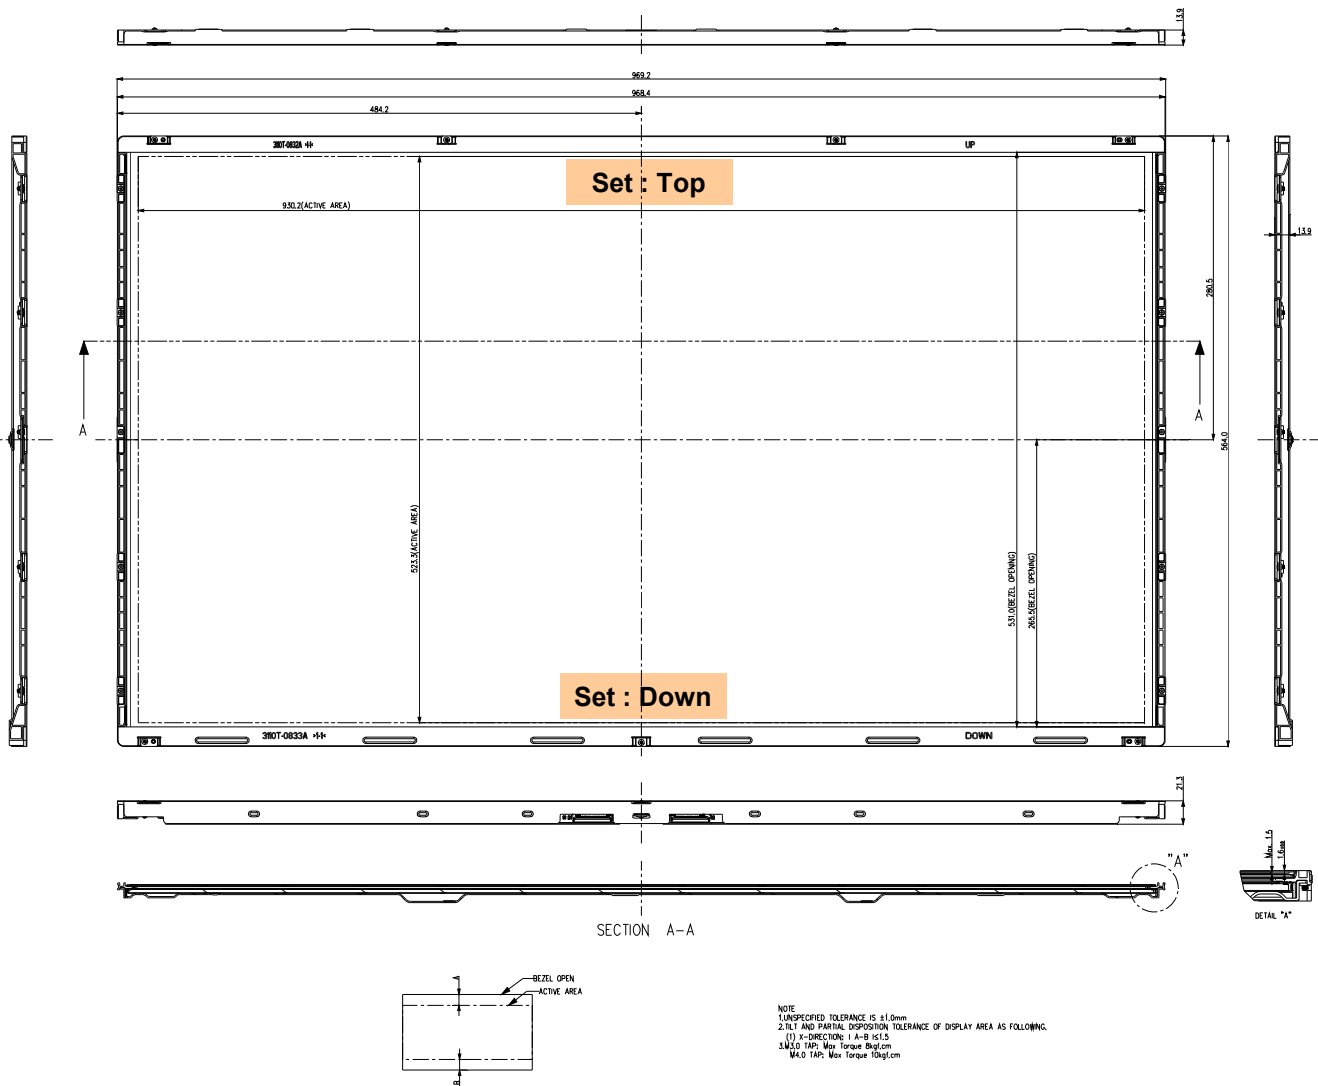 13.9
969.2
968.4
484.2
3110T-0832A
UP
Set : Top
930.2(ACTIVE AREA)
13.9
280.5
A
A
564.0
523.3(ACTIVE AREA)
531.0(BEZEL OPENING)
265.5(BEZEL OPENING)
Set : Down
3110T-0833A
DOWN
21.3
"A"
Max 1.5
SECTION A-A
DETAIL "A"
A
BEZEL OPEN
ACTIVE AREA
B
NOTE
1.UNSPECIFIED TOLERANCE IS ±1.0mm
2.TILT AND PARTIAL DISPOSITION TOLERANCE OF DISPLAY AREA AS FOLLOWING.
(1) X-DIRECTION: I A-B I≤1.5
3.M3.0 TAP; Max Torque 8kgf.cm
M4.0 TAP; Max Torque 10kgf.cm